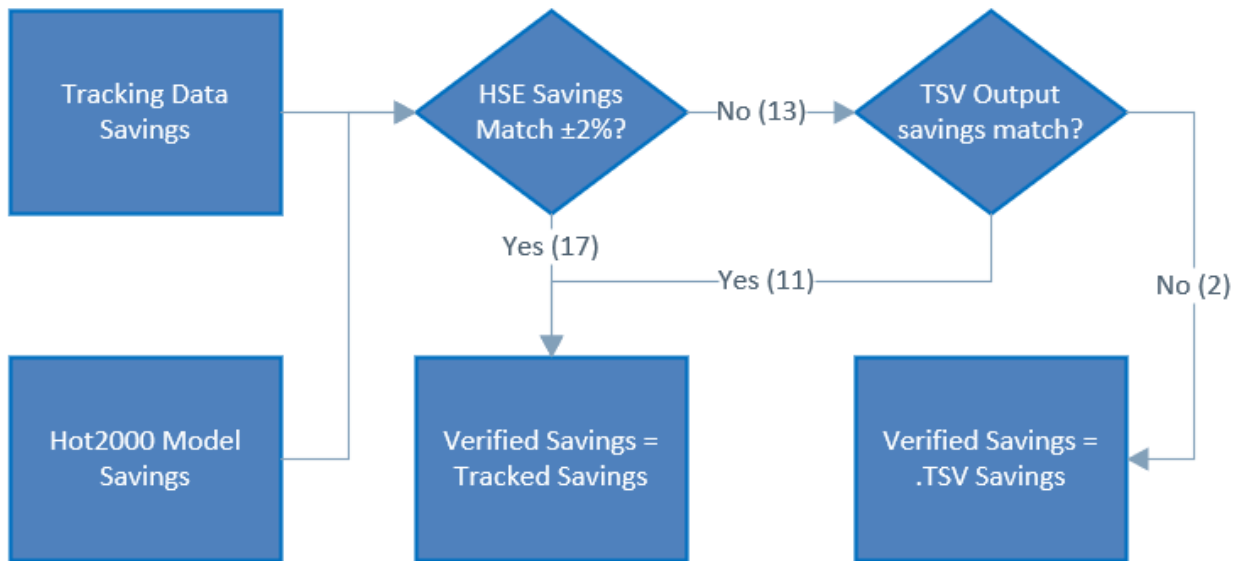 Tracking Data
Savings
HSE Savings
Match ±2%?
No (13)
TSV Output
savings match?
Yes (17)
Yes (11)
No (2)
Hot2000 Model
Savings
Verified Savings =
Tracked Savings
Verified Savings =
.TSV Savings